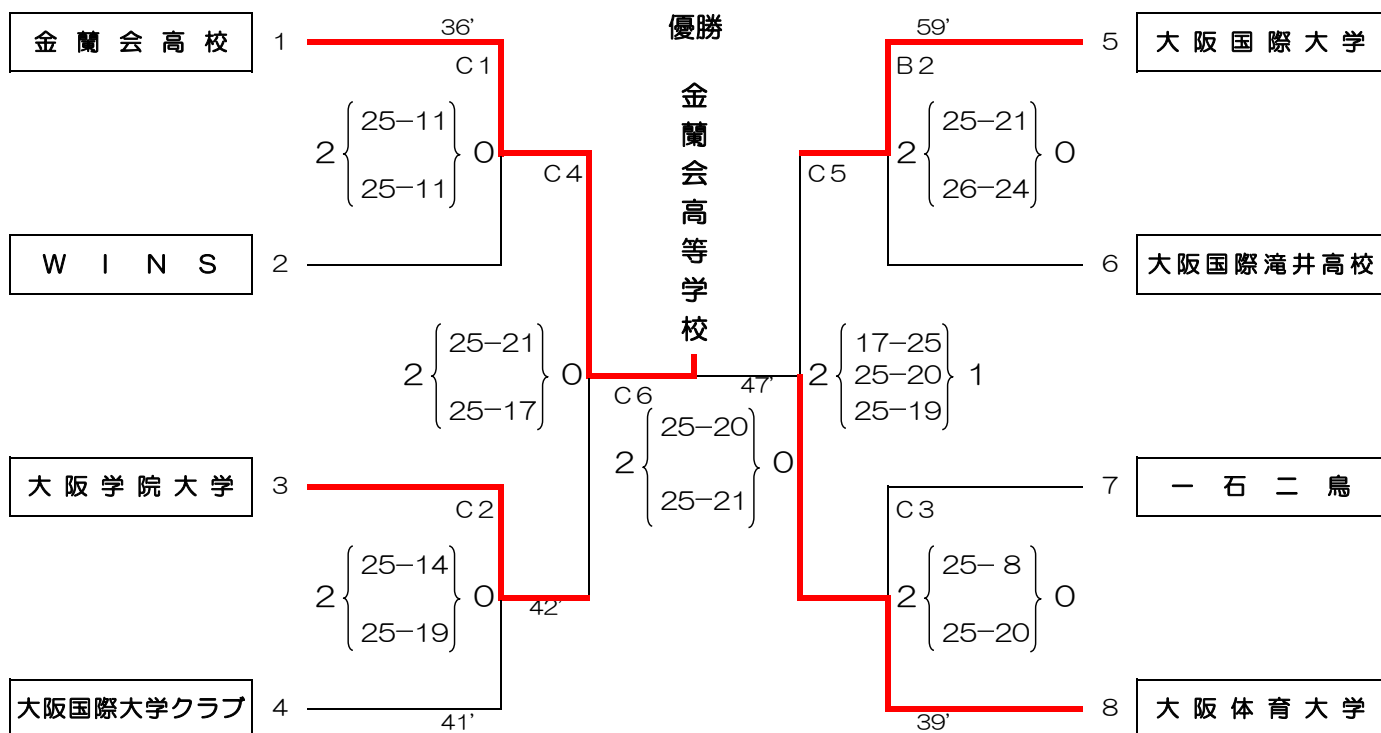 優勝
金蘭会高等学校
金蘭会高校 1
36’
C1
2 25-11 0
25-11
C4
WINS 2
2 25-21 0
25-17
大阪学院大学 3
C2
2 25-14 0
25-19
42’
大阪国際大学クラブ 4
41’
C6
47’
2 25-20 0
25-21
59’
5 大阪国際大学
B2
2 25-21 0
26-24
C5
6 大阪国際滝井高校
2 17-25 1
25-20
25-19
7 一石二鳥
C3
2 25-8 0
25-20
8 大阪体育大学
39’